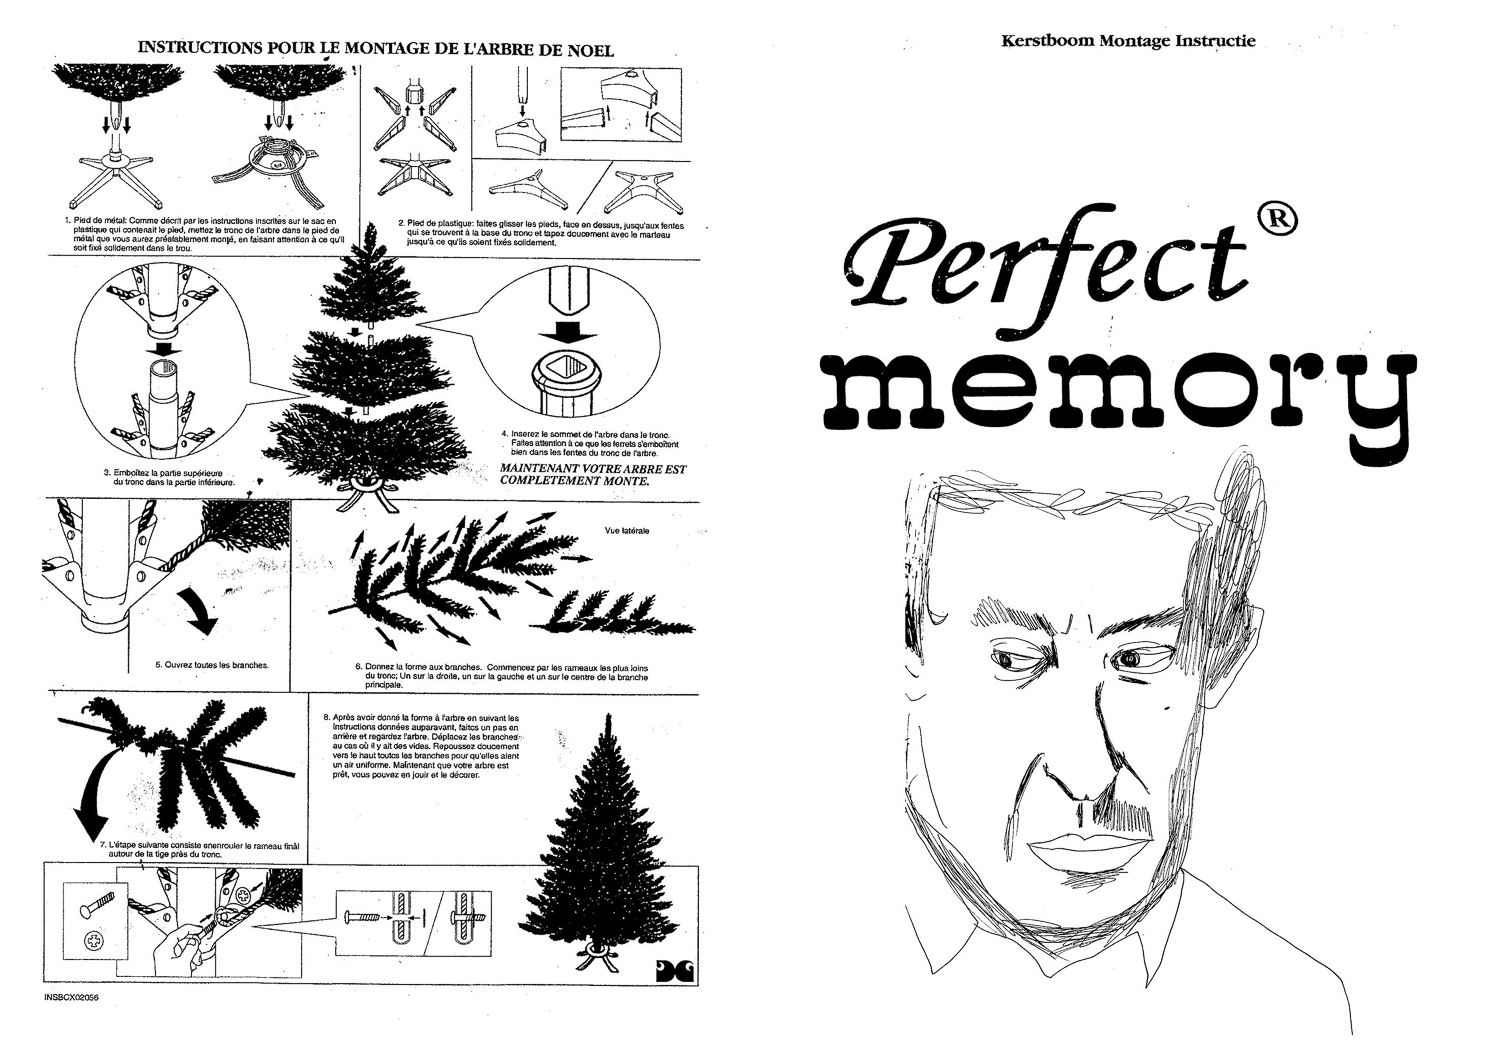 INSTRUCTIONS POUR LE MONTAGE DE L'ARBRE DE NOEL
1. Pied de métal: Comme décrit par les instructions inscrites sur le sac en
plastique qui contenait le pied, mettez le tronc de l'arbre dans le pied de
métal que vous aurez préalablement monté, en faisant attention à ce qu'il
soit fixé solidement dans le trou.
2. Pied de plastique: faites glisser les pieds, face en dessus, jusqu'aux fentes
qui se trouvent à la base du tronc et tapez doucement avec le marteau
jusqu'à ce qu'ils soient fixés solidement.
3. Emboîtez la partie supérieure
du tronc dans la partie inférieure.
4. Inserez le sommet de l'arbre dans le tronc.
Faites attention à ce que les ferrets s'emboîtent
bien dans les fentes du tronc de l'arbre.
MAINTENANT VOTRE ARBRE EST
COMPLETEMENT MONTE.
5. Ouvrez toutes les branches.
Vue latérale
6. Donnez la forme aux branches. Commencez par les rameaux les plus loins
du tronc; Un sur la droite, un sur la gauche et un sur le centre de la branche
principale.
7. L'étape suivante consiste enenrouler le rameau final
autour de la tige près du tronc.
8. Après avoir donné la forme à l'arbre en suivant les
instructions données auparavant, faites un pas en
arrière et regardez l'arbre. Déplacez les branches
au cas où il y ait des vides. Repoussez doucement
vers le haut toutes les branches pour qu'elles aient
un air uniforme. Maintenant que votre arbre est
prêt, vous pouvez en jouir et le décorer.
INSBCX02056
Kerstboom Montage Instructie
Perfect®
memory